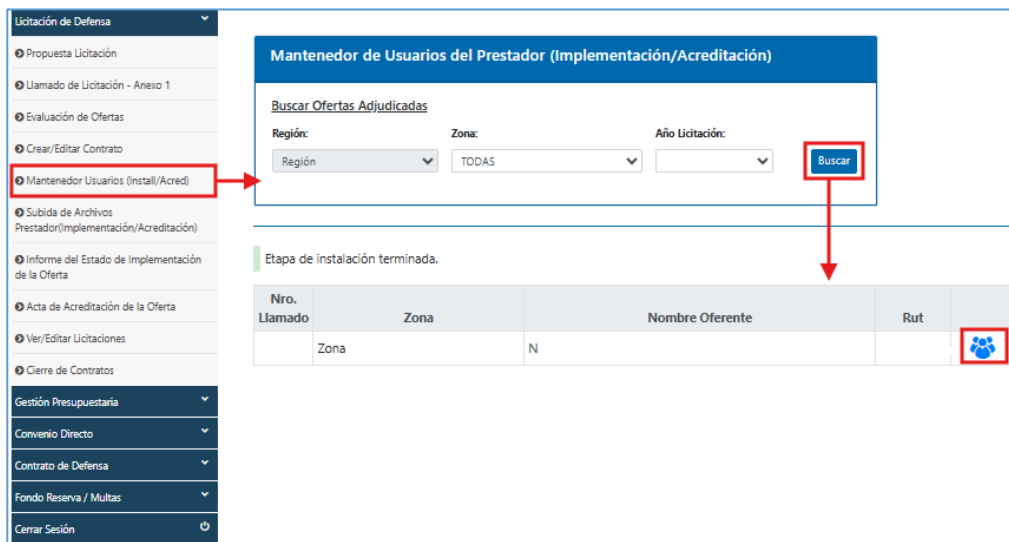 Licitación de Defensa
Propuesta Licitación
Llamado de Licitación - Anexo 1
Evaluación de Ofertas
Crear/Editar Contrato
Mantenedor Usuarios (Install/Acred)
Subida de Archivos
Prestador(Implementación/Acreditación)
Informe del Estado de Implementación
de la Oferta
Acta de Acreditación de la Oferta
Ver/Editar Licitaciones
Cierre de Contratos
Gestión Presupuestaria
Convenio Directo
Contrato de Defensa
Fondo Reserva / Multas
Cerrar Sesión
Mantenedor de Usuarios del Prestador (Implementación/Acreditación)
Buscar Ofertas Adjudicadas
Región: Zona: Año Licitación:
Región TODAS Buscar
Etapa de instalación terminada.
Nro.
Llamado Zona Nombre Oferente Rut
Zona N